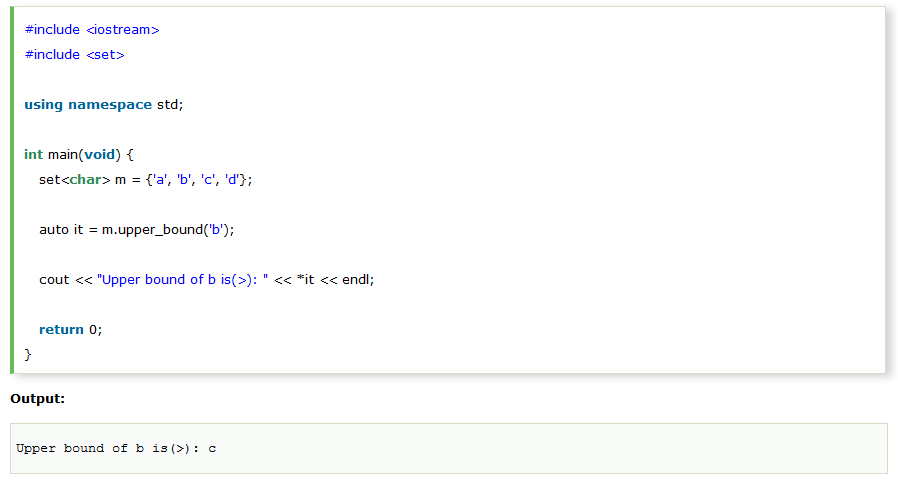 #include <iostream>
#include <set>
using namespace std;
int main(void) {
set<char> m = {'a', 'b', 'c', 'd'};
auto it = m.upper_bound('b');
cout << "Upper bound of b is(>): " << *it << endl;
return 0;
}
Output:
Upper bound of b is(>): c